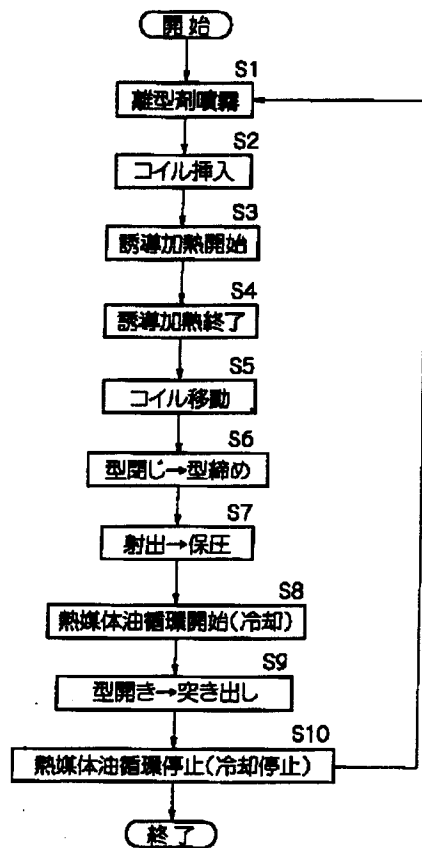 開始
S1
離型剤噴霧
S2
コイル挿入
S3
誘導加熱開始
S4
誘導加熱終了
S5
コイル移動
S6
型閉じ→型締め
S7
射出→保圧
S8
熱媒体油循環開始(冷却)
S9
型開き→突き出し
S10
熱媒体油循環停止(冷却停止)
終了